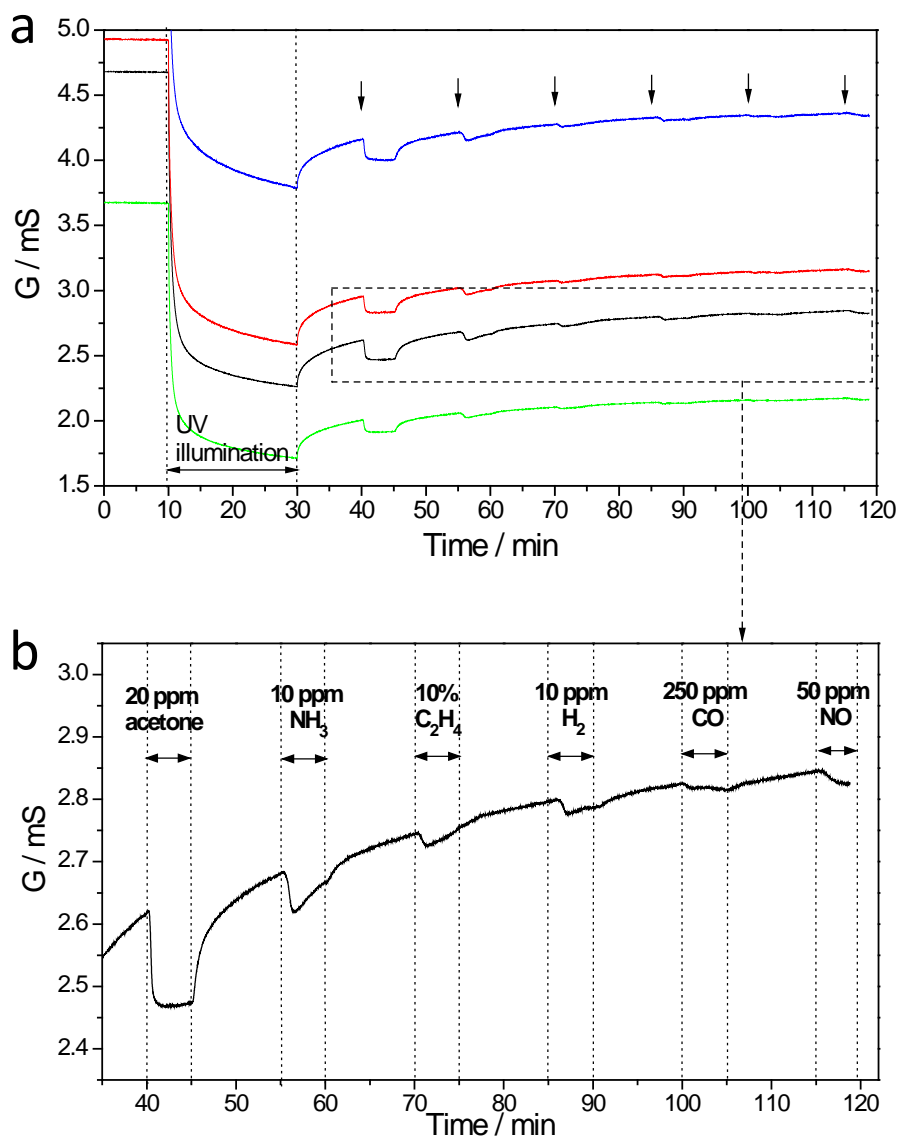 a
5.0
4.5
4.0
3.5
3.0
2.5
2.0
1.5
G / mS
UV
illumination
0 10 20 30 40 50 60 70 80 90 100 110 120
Time / min
b
3.0
2.9
2.8
2.7
2.6
2.5
2.4
G / mS
20 ppm
acetone
10 ppm
NH₃
10%
C₂H₄
10 ppm
H₂
250 ppm
CO
50 ppm
NO
40 50 60 70 80 90 100 110 120
Time / min